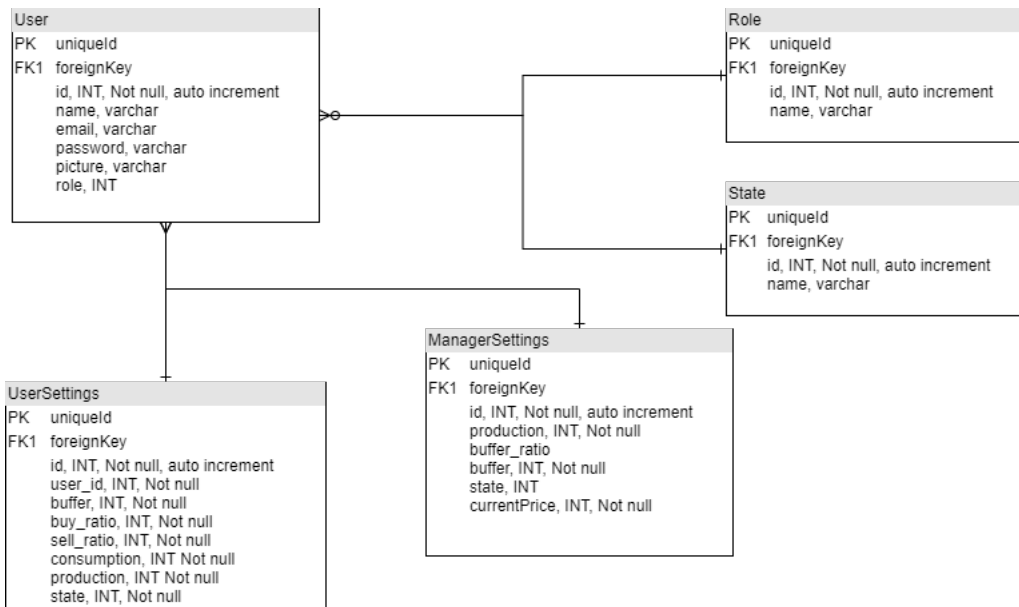 User
PK uniqueId
FK1 foreignKey
id, INT, Not null, auto increment
name, varchar
email, varchar
password, varchar
picture, varchar
role, INT
Role
PK uniqueId
FK1 foreignKey
id, INT, Not null, auto increment
name, varchar
State
PK uniqueId
FK1 foreignKey
id, INT, Not null, auto increment
name, varchar
UserSettings
PK uniqueId
FK1 foreignKey
id, INT, Not null, auto increment
user_id, INT, Not null
buffer, INT, Not null
buy_ratio, INT, Not null
sell_ratio, INT, Not null
consumption, INT Not null
production, INT Not null
state, INT, Not null
ManagerSettings
PK uniqueId
FK1 foreignKey
id, INT, Not null, auto increment
production, INT, Not null
buffer_ratio
buffer, INT, Not null
state, INT
currentPrice, INT, Not null